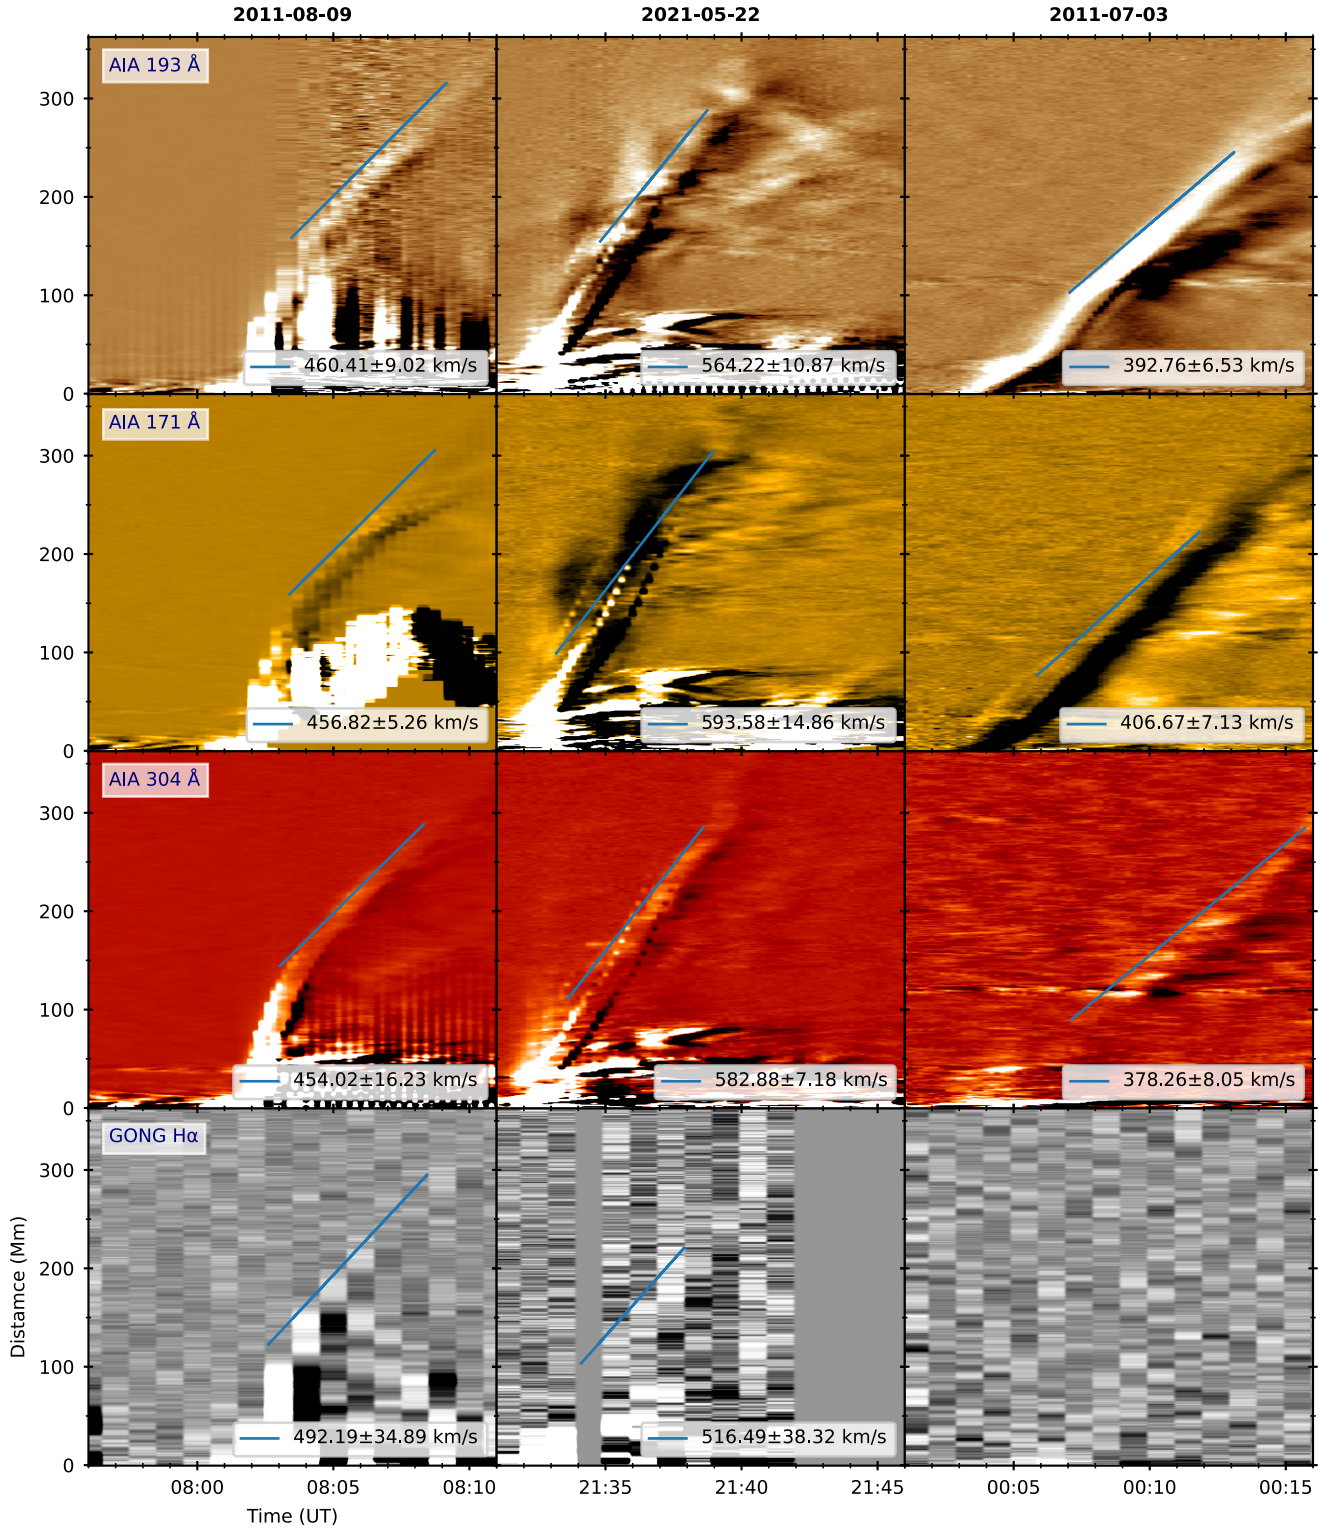 2011-08-09 2021-05-22 2011-07-03
AIA 193 Å
300
200
100
0
460.41±9.02 km/s 564.22±10.87 km/s 392.76±6.53 km/s
AIA 171 Å
300
200
100
0
456.82±5.26 km/s 593.58±14.86 km/s 406.67±7.13 km/s
AIA 304 Å
300
200
100
0
454.02±16.23 km/s 582.88±7.18 km/s 378.26±8.05 km/s
GONG Hα
300
200
100
0
Distamce (Mm)
492.19±34.89 km/s 516.49±38.32 km/s
08:00 08:05 08:10 21:35 21:40 21:45 00:05 00:10 00:15
Time (UT)